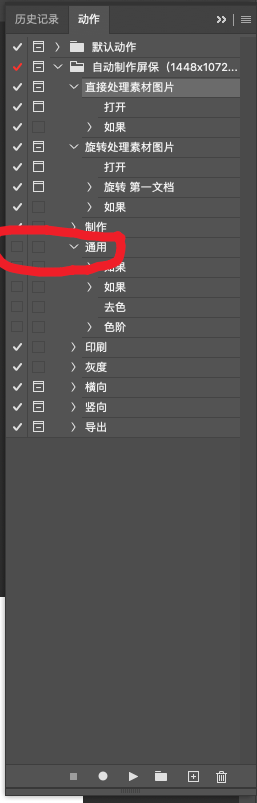 历史记录 动作
默认动作
自动制作屏保（1448x1072...
直接处理素材图片
打开
如果
旋转处理素材图片
打开
旋转 第一文档
如果
制作
通用
如果
如果
去色
色阶
印刷
灰度
横向
竖向
导出